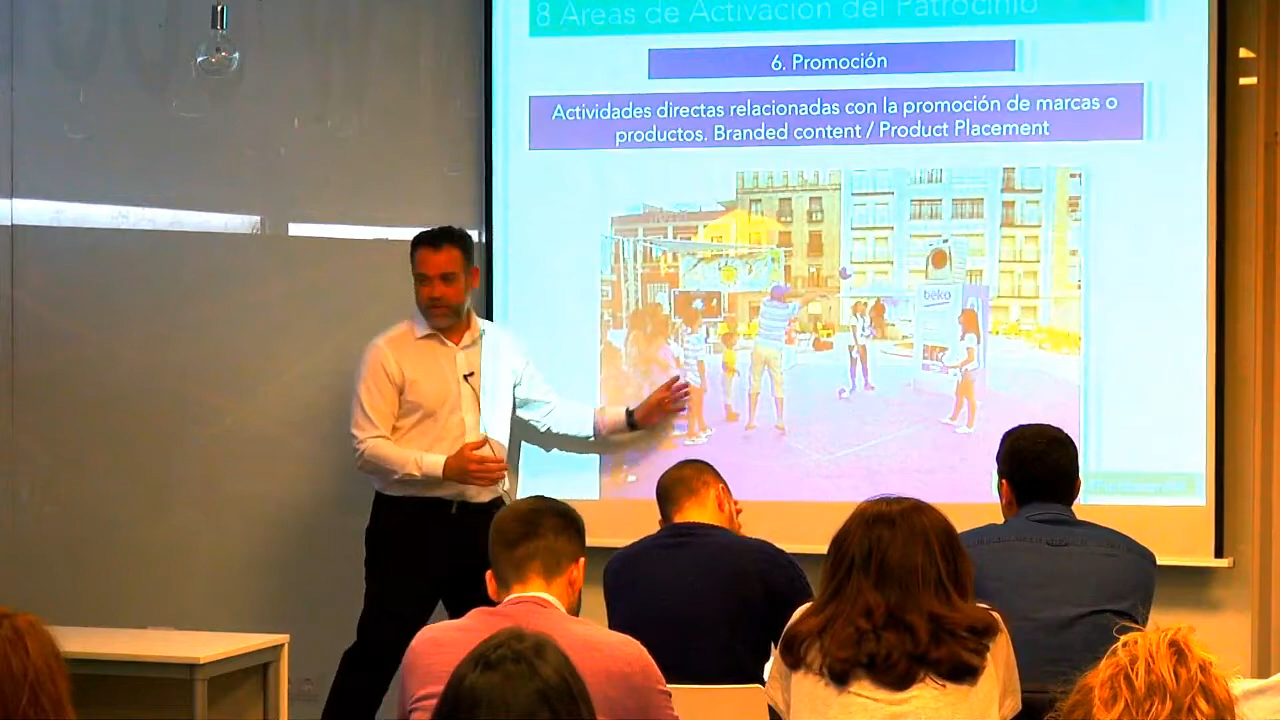 8 Áreas de Activación del Patrocinio
6. Promoción
Actividades directas relacionadas con la promoción de marcas o
productos. Branded content / Product Placement
beko